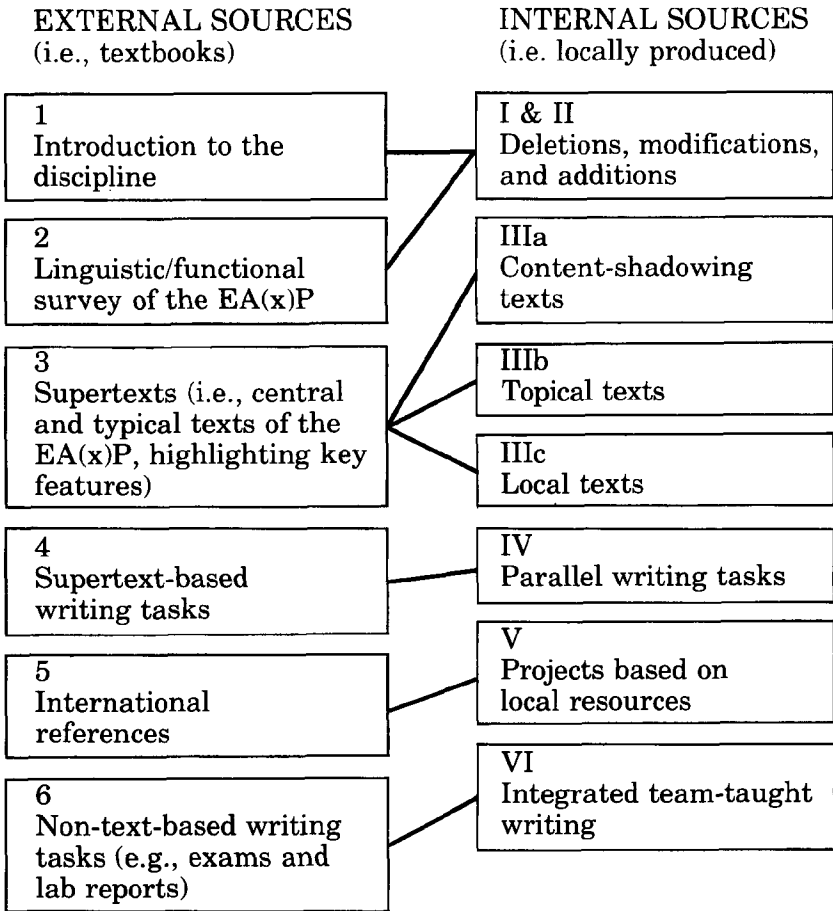 EXTERNAL SOURCES
(i.e., textbooks)
1
Introduction to the
discipline
2
Linguistic/functional
survey of the EA(x)P
3
Supertexts (i.e., central
and typical texts of the
EA(x)P, highlighting key
features)
4
Supertext-based
writing tasks
5
International
references
6
Non-text-based writing
tasks (e.g., exams and
lab reports)
INTERNAL SOURCES
(i.e. locally produced)
I & II
Deletions, modifications,
and additions
IIIa
Content-shadowing
texts
IIIb
Topical texts
IIIc
Local texts
IV
Parallel writing tasks
V
Projects based on
local resources
VI
Integrated team-taught
writing